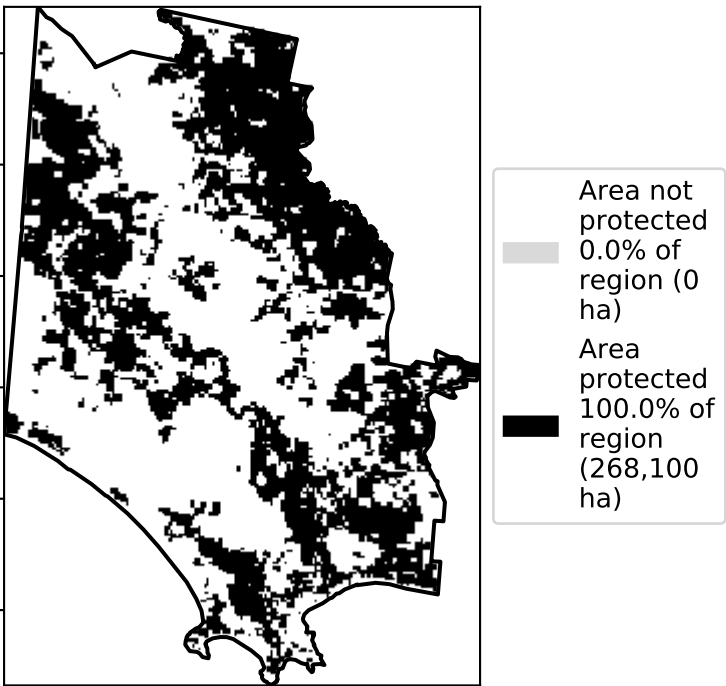 Area not
protected
0.0% of
region (0
ha)
Area
protected
100.0% of
region
(268,100
ha)